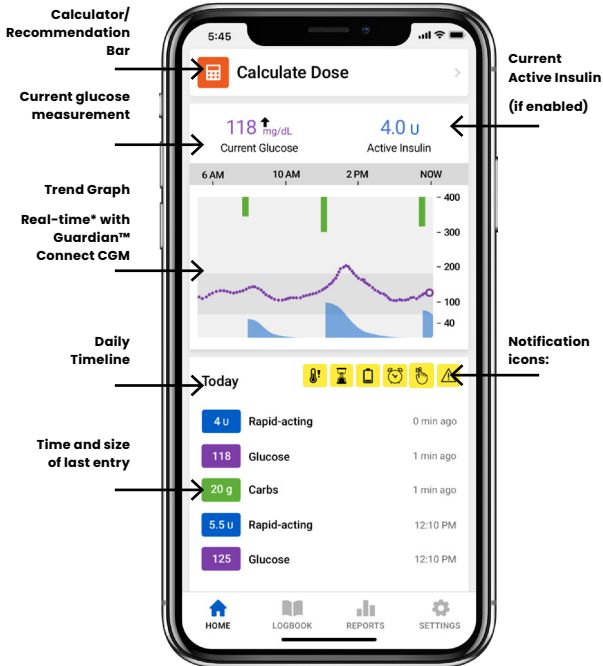 Calculator/
Recommendation
Bar
Current glucose
measurement
Trend Graph
Real-time* with
Guardian™
Connect CGM
Daily
Timeline
Time and size
of last entry
5:45
Calculate Dose
118 mg/dL
Current Glucose
4.0 U
Active Insulin
6 AM 10 AM 2 PM NOW
400
300
200
100
40
Today
4 U Rapid-acting 0 min ago
118 Glucose 1 min ago
20 g Carbs 1 min ago
5.5 U Rapid-acting 12:10 PM
125 Glucose 12:10 PM
HOME LOGBOOK REPORTS SETTINGS
Current
Active Insulin
(if enabled)
Notification
icons: